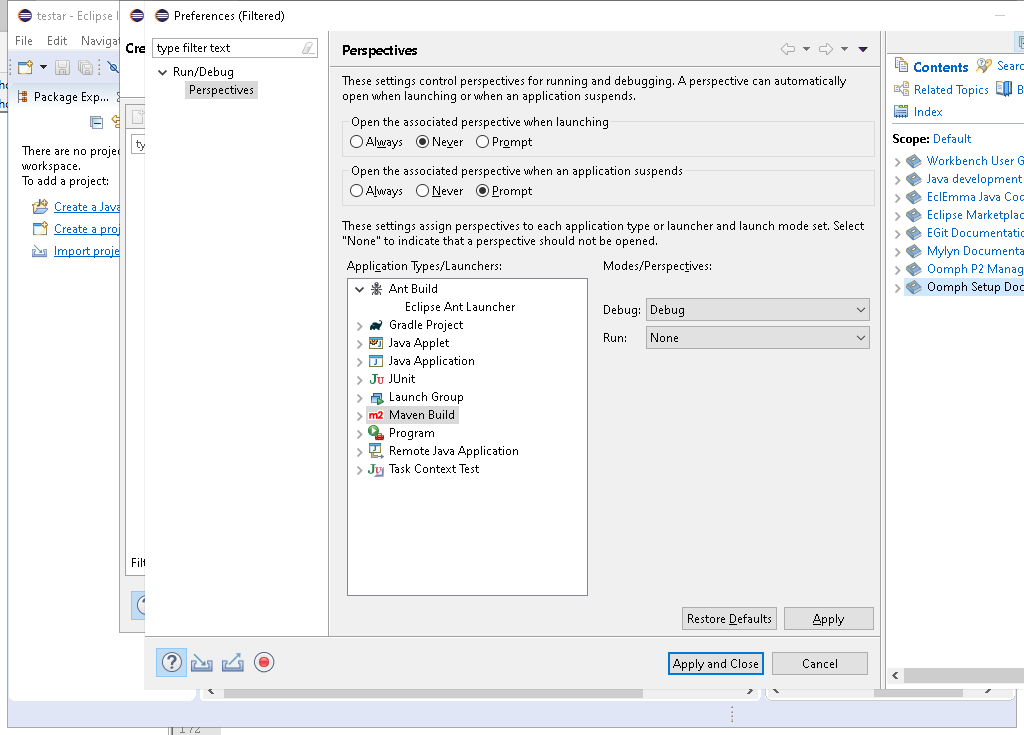 testar - Eclipse I
Preferences (Filtered)
File Edit Navigat
Cre
type filter text
Run/Debug
Perspectives
Package Exp...
There are no projec
workspace.
To add a project:
Create a Java
Create a proj
Import proje
ty
Filt
Perspectives
These settings control perspectives for running and debugging. A perspective can automatically
open when launching or when an application suspends.
Open the associated perspective when launching
Always Never Prompt
Open the associated perspective when an application suspends
Always Never Prompt
These settings assign perspectives to each application type or launcher and launch mode set. Select
"None" to indicate that a perspective should not be opened.
Application Types/Launchers:
Ant Build
Eclipse Ant Launcher
Gradle Project
Java Applet
Java Application
JUnit
Launch Group
Maven Build
Program
Remote Java Application
Task Context Test
Modes/Perspectives:
Debug: Debug
Run: None
Restore Defaults Apply
Apply and Close Cancel
Contents Searc
Related Topics B
Index
Scope: Default
Workbench User G
Java development
EclEmma Java Coc
Eclipse Marketplac
EGit Documentatio
Mylyn Documenta
Oomph P2 Manag
Oomph Setup Doc
172